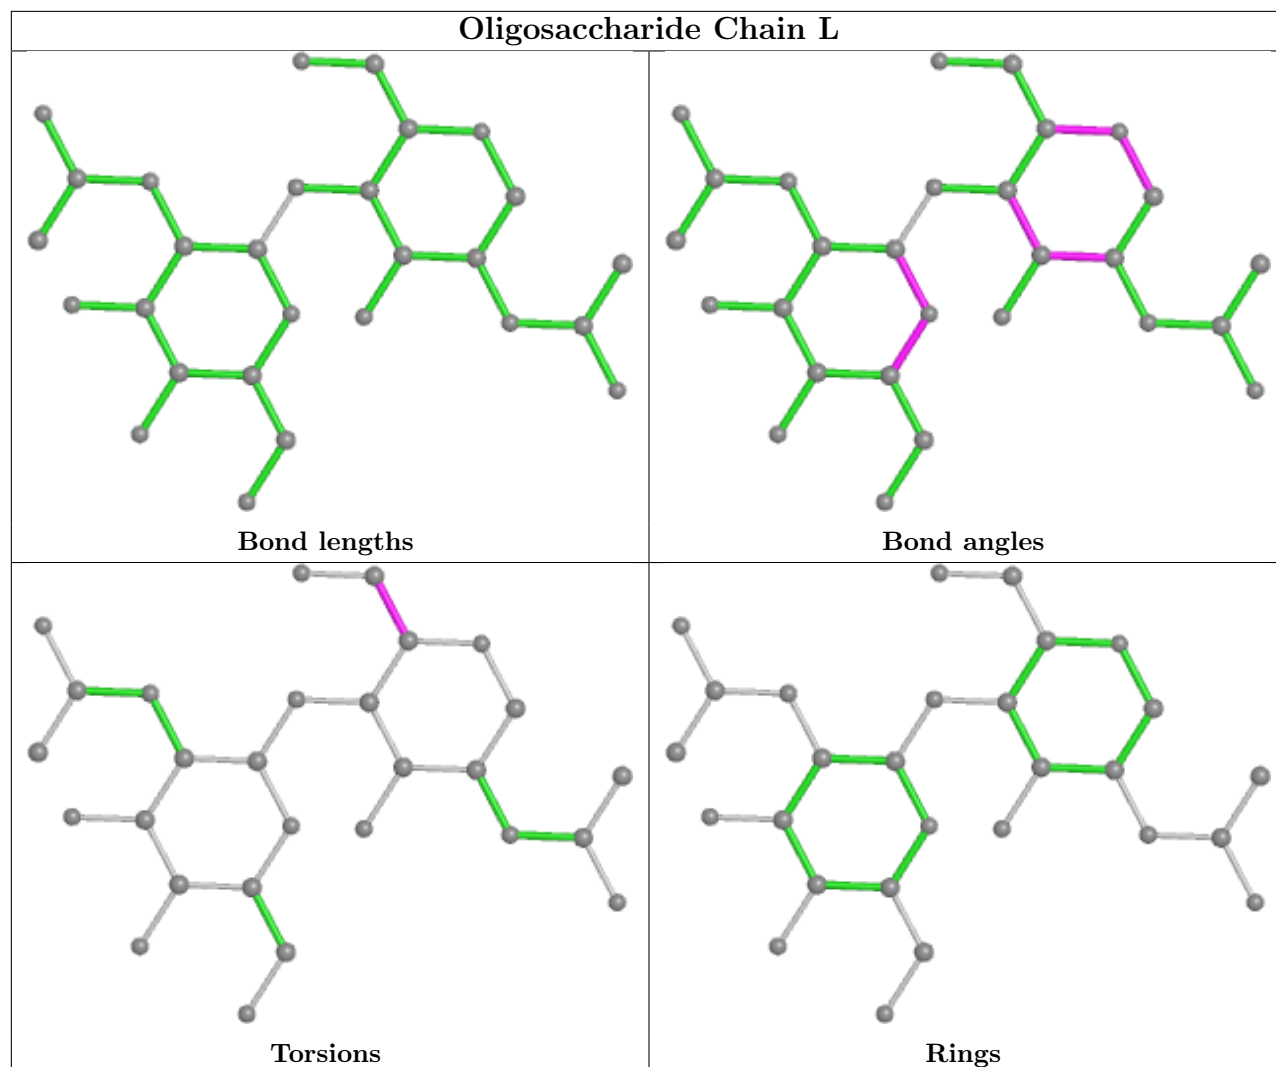 Oligosaccharide Chain L
Bond lengths
Bond angles
Torsions
Rings